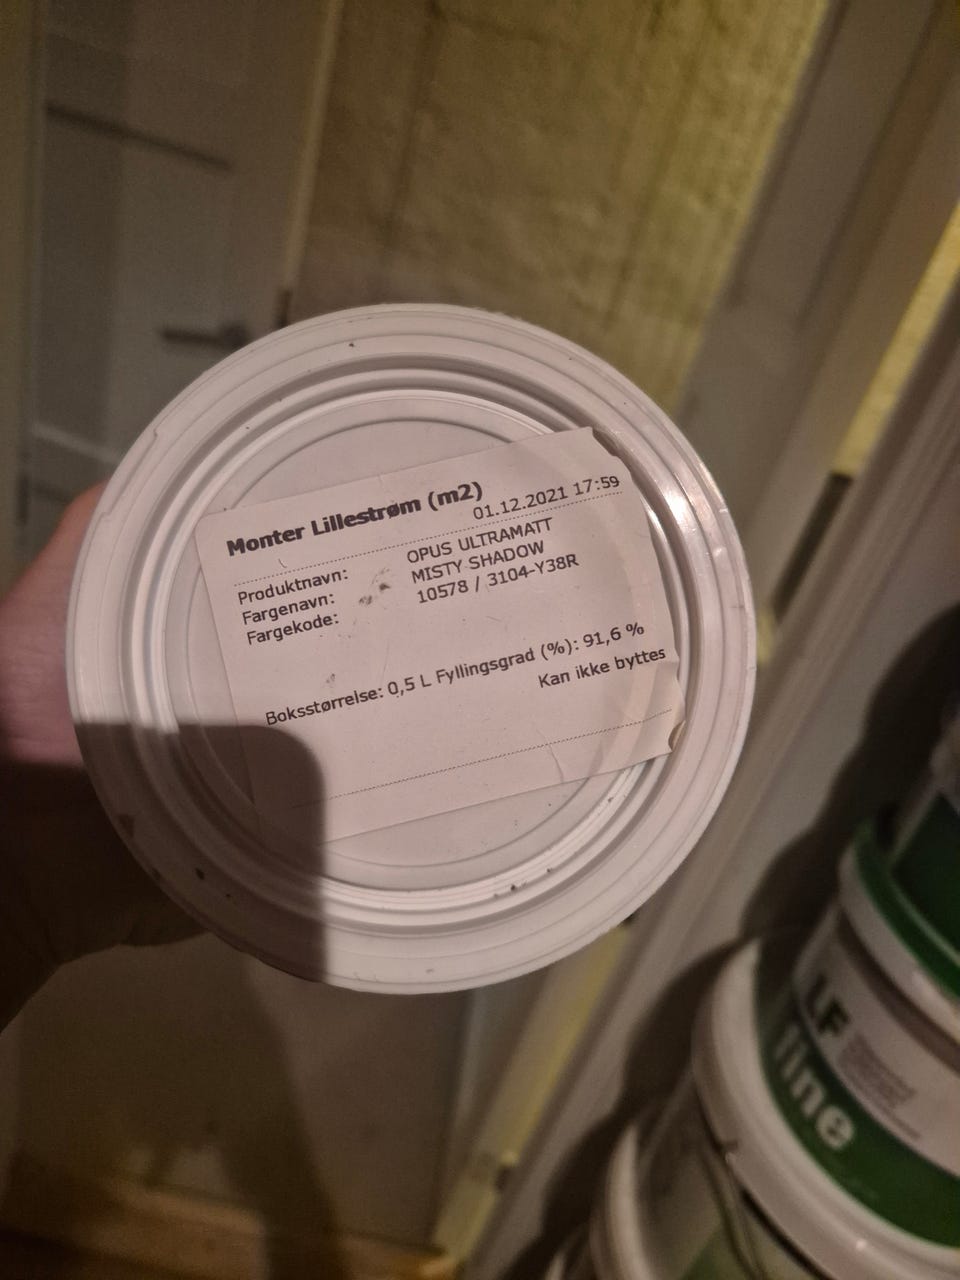 Monter Lillestrøm (m2)
01.12.2021 17:59
Produktnavn: OPUS ULTRAMATT
Fargenavn: MISTY SHADOW
Fargekode: 10578 / 3104-Y38R
Boksstørrelse: 0,5 L Fyllingsgrad (%): 91,6 %
Kan ikke byttes
LF
fine